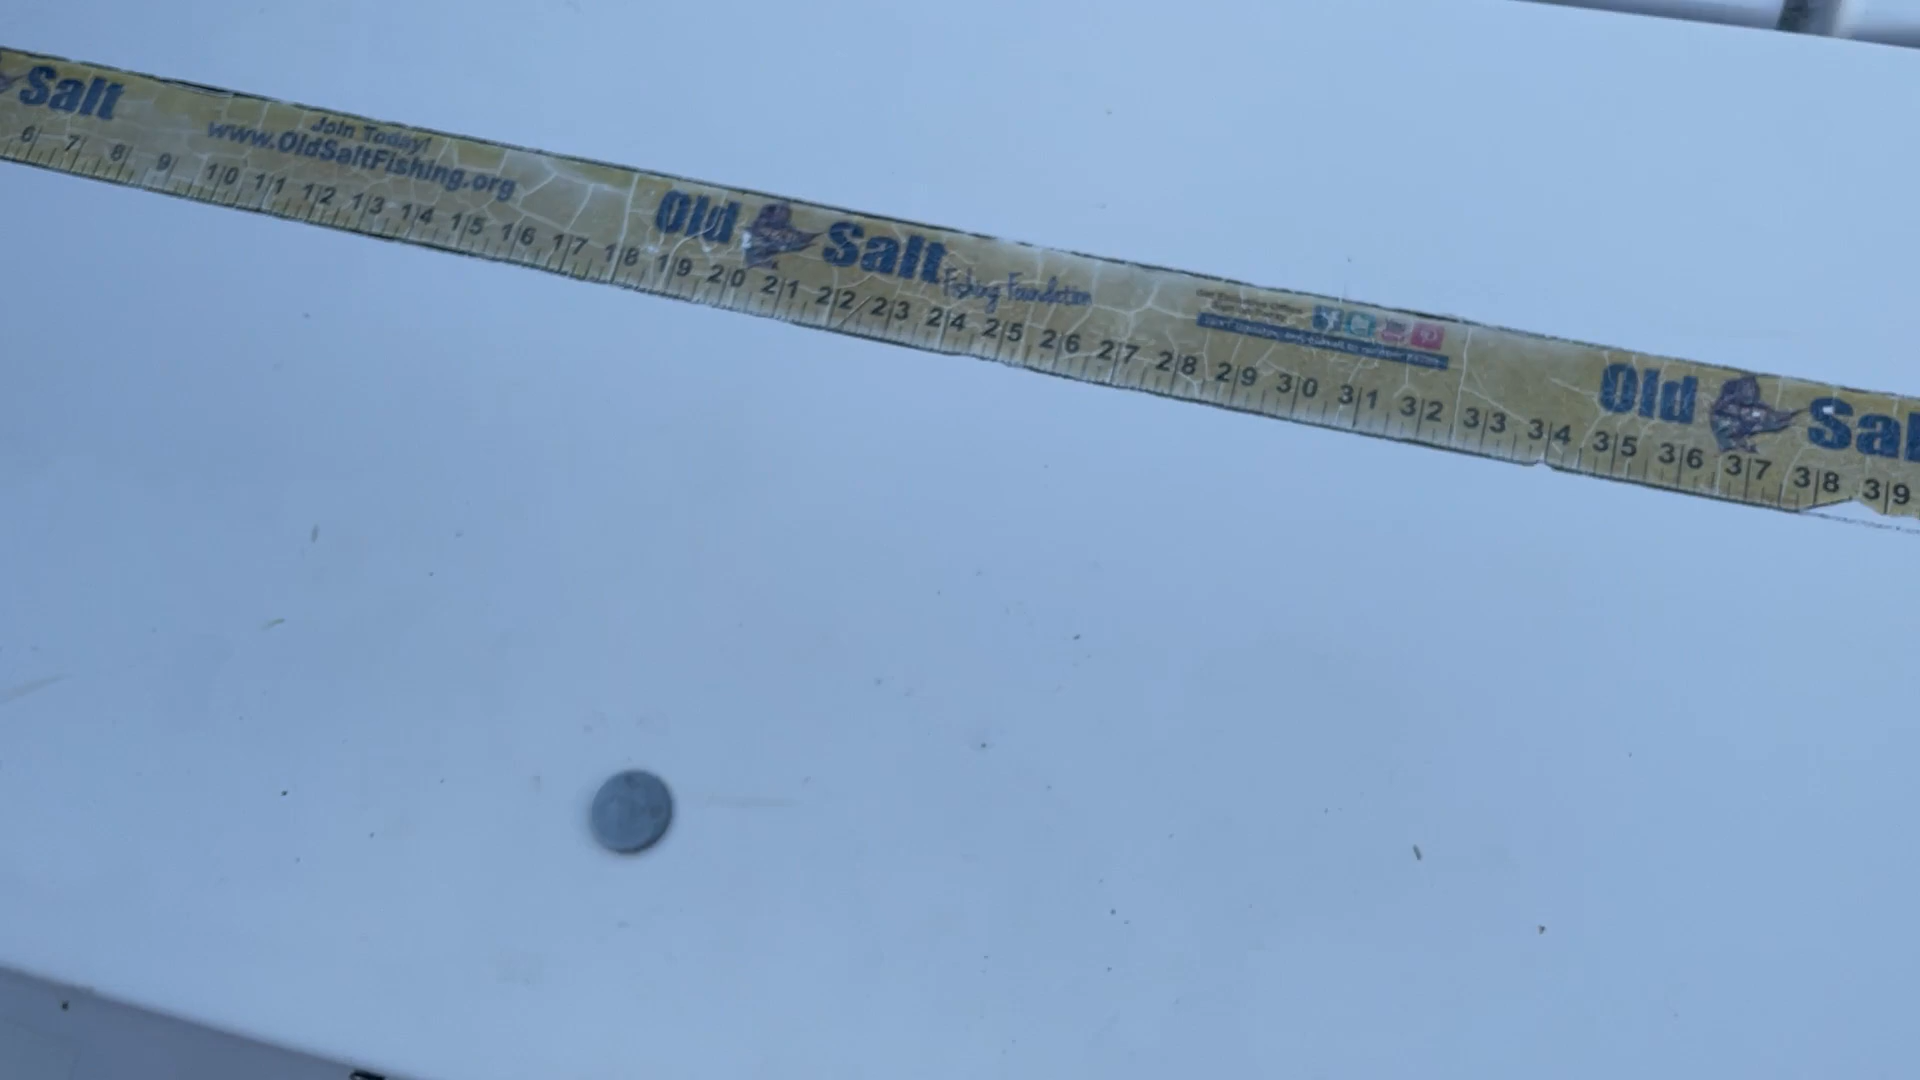 Salt
Join Today!
www.OldSaltFishing.org
Old Salt
Fishing Foundation
Old Sal
6 7 8 9 10 11 12 13 14 15 16 17 18 19 20 21 22 23 24 25 26 27 28 29 30 31 32 33 34 35 36 37 38 39